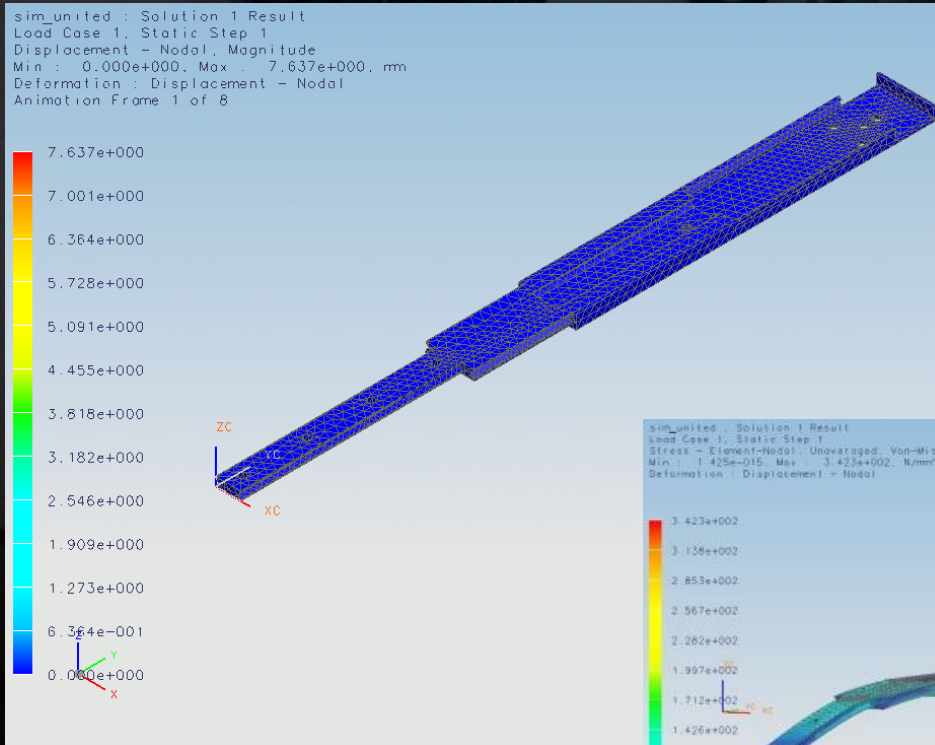 sim_united : Solution 1 Result
Load Case 1, Static Step 1
Displacement - Nodal, Magnitude
Min : 0.000e+000, Max : 7.637e+000, mm
Deformation : Displacement - Nodal
Animation Frame 1 of 8
7.637e+000
7.001e+000
6.364e+000
5.728e+000
5.091e+000
4.455e+000
3.818e+000
3.182e+000
2.546e+000
1.909e+000
1.273e+000
6.364e-001
0.000e+000
ZC
YC
XC
Z
Y
X
sim_united : Solution 1 Result
Load Case 1, Static Step 1
Stress - Element-Nodal, Unaveraged, Von-Mis
Min : 1.425e-015, Max : 3.423e+002, N/mm^
Deformation : Displacement - Nodal
3.423e+002
3.138e+002
2.853e+002
2.567e+002
2.282e+002
1.997e+002
1.712e+002
1.426e+002
YC XC